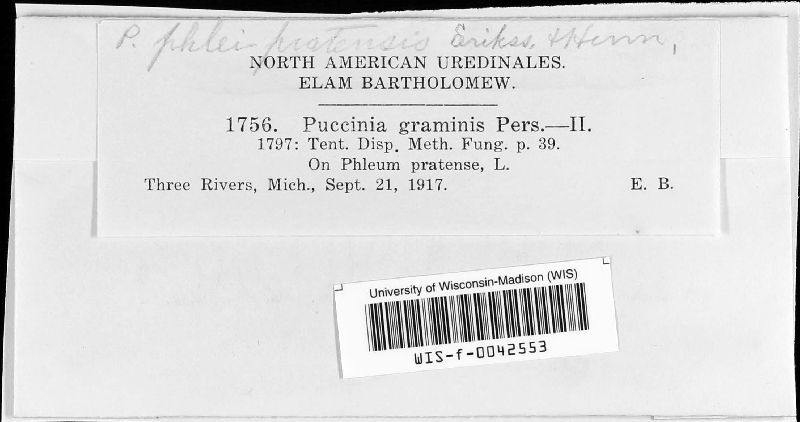 P. phlei-pratensis Erikss. & Henn,
NORTH AMERICAN UREDINALES.
ELAM BARTHOLOMEW.
1756. Puccinia graminis Pers.—II.
1797: Tent. Disp. Meth. Fung. p. 39.
On Phleum pratense, L.
Three Rivers, Mich., Sept. 21, 1917. E. B.
University of Wisconsin-Madison (WIS)
WIS-f-0042553